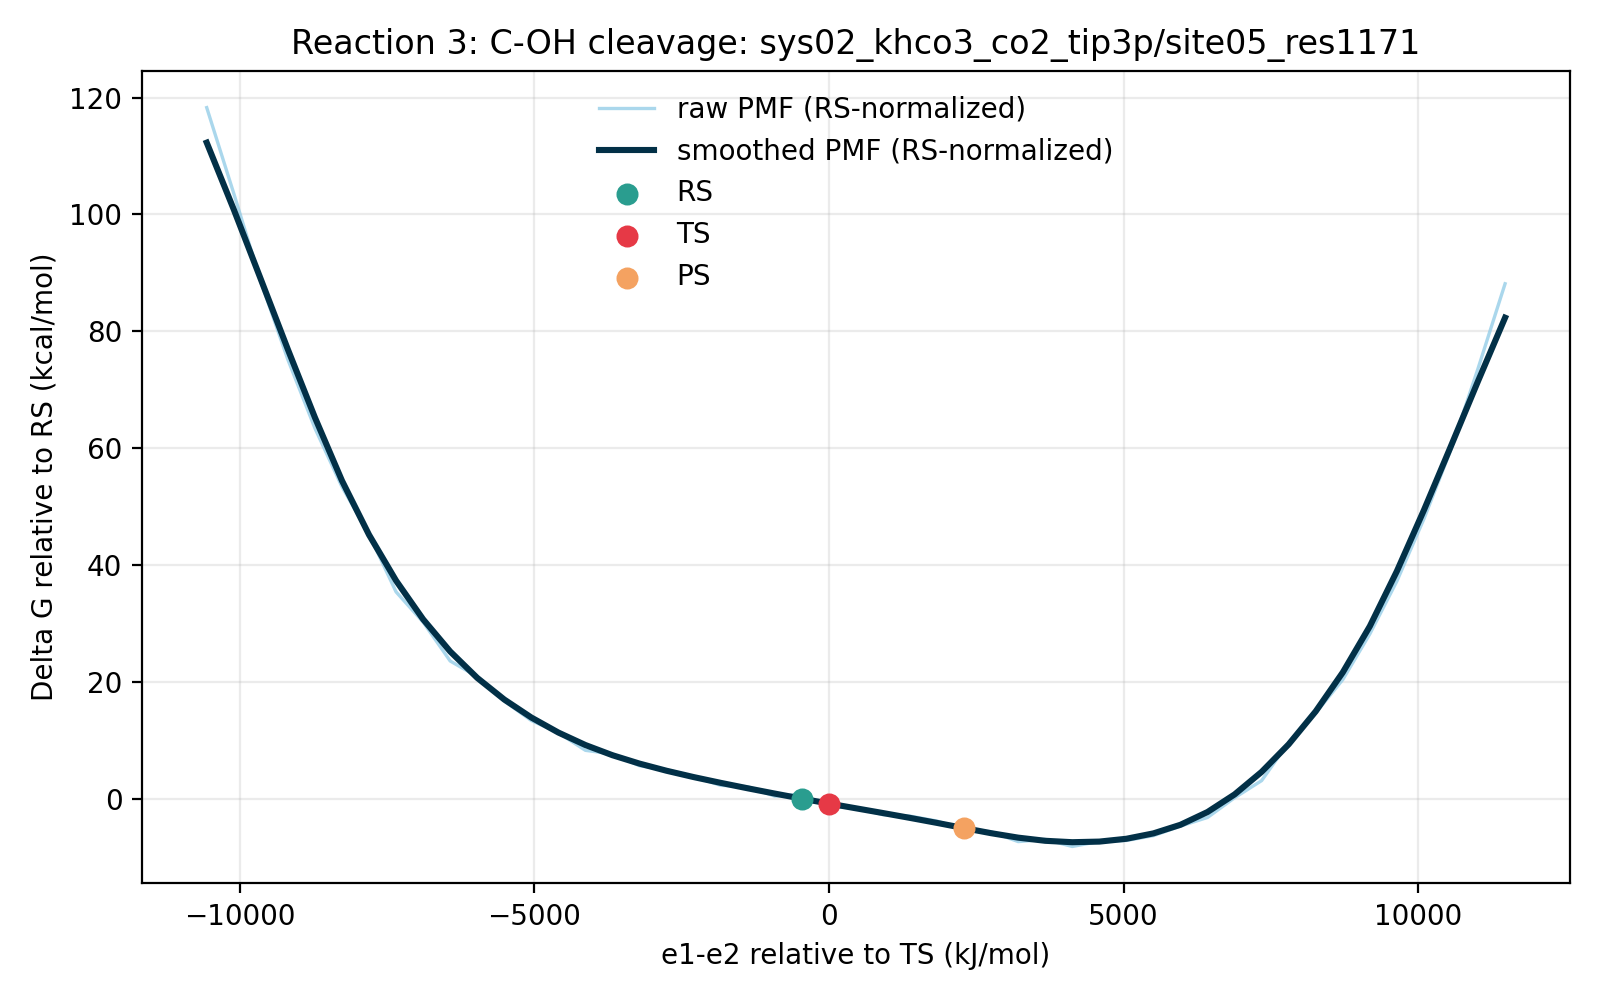 Reaction 3: C-OH cleavage: sys02_khco3_co2_tip3p/site05_res1171
raw PMF (RS-normalized)
smoothed PMF (RS-normalized)
RS
TS
PS
Delta G relative to RS (kcal/mol)
120
100
80
60
40
20
0
−10000
−5000
0
5000
10000
e1-e2 relative to TS (kJ/mol)